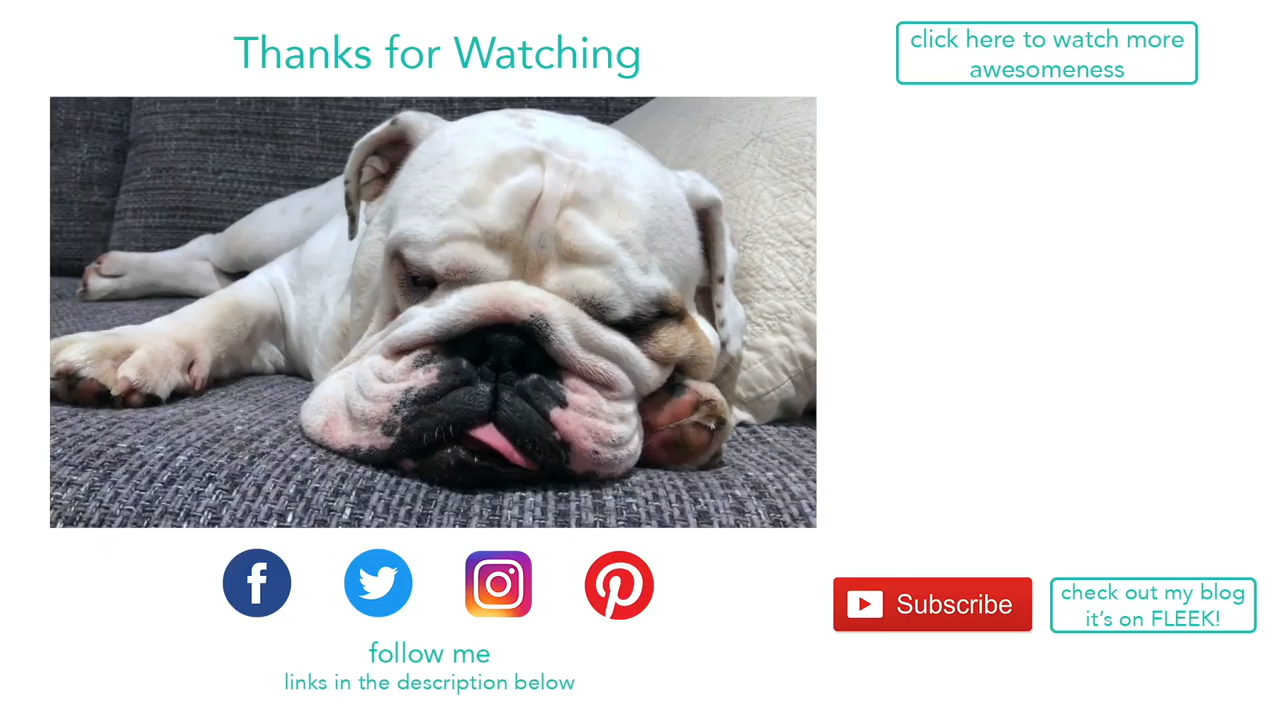 Thanks for Watching
click here to watch more
awesomeness
Subscribe
check out my blog
it's on FLEEK!
follow me
links in the description below